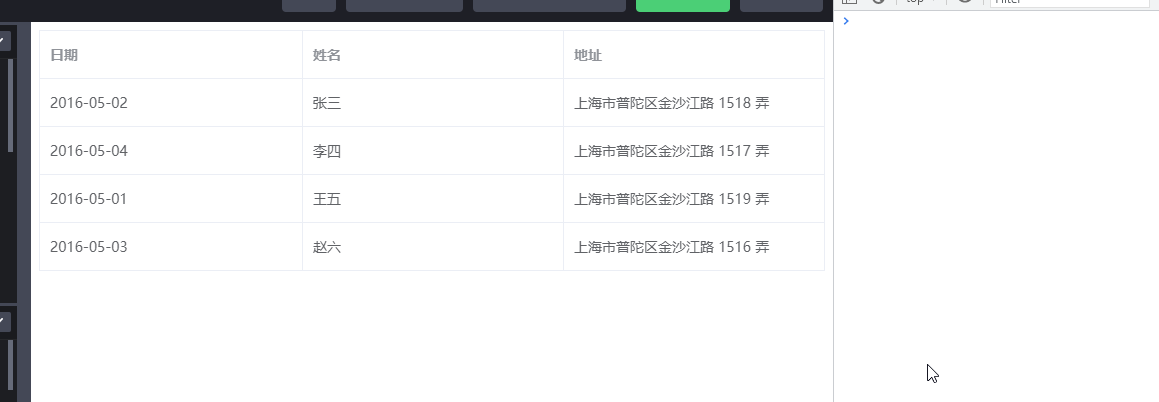 日期 姓名 地址
2016-05-02 张三 上海市普陀区金沙江路 1518 弄
2016-05-04 李四 上海市普陀区金沙江路 1517 弄
2016-05-01 王五 上海市普陀区金沙江路 1519 弄
2016-05-03 赵六 上海市普陀区金沙江路 1516 弄